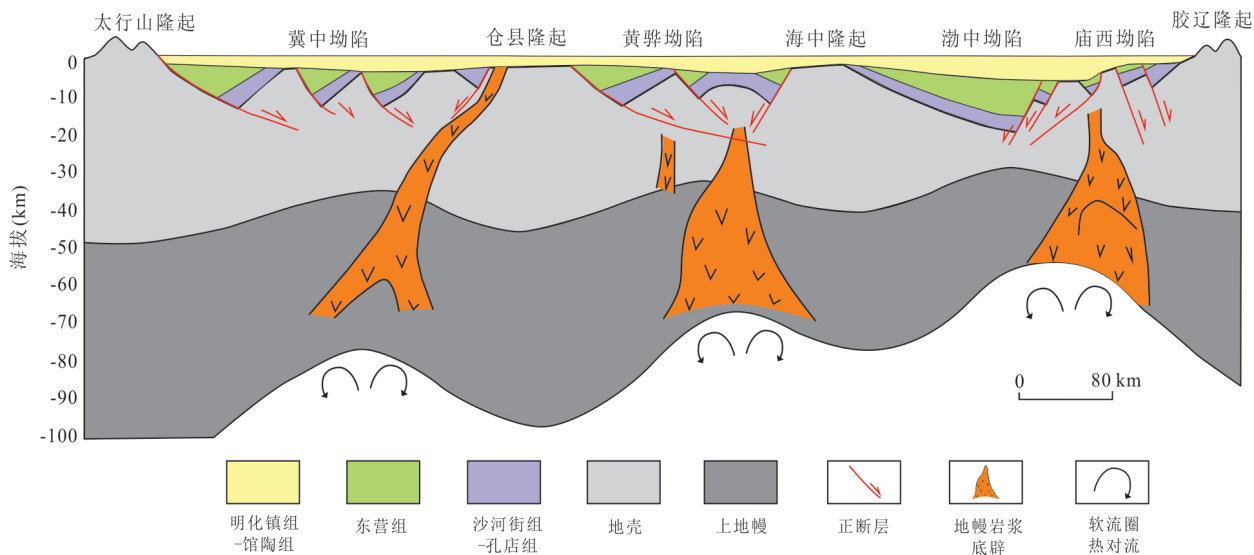 太行山隆起
冀中坳陷
仓县隆起
黄骅坳陷
海中隆起
渤中坳陷
庙西坳陷
胶辽隆起
海拔(km)
0
-10
-20
-30
-40
-50
-60
-70
-80
-90
-100
0 80 km
明化镇组
-馆陶组
东营组
沙河街组
-孔店组
地壳
上地幔
正断层
地幔岩浆
底辟
软流圈
热对流